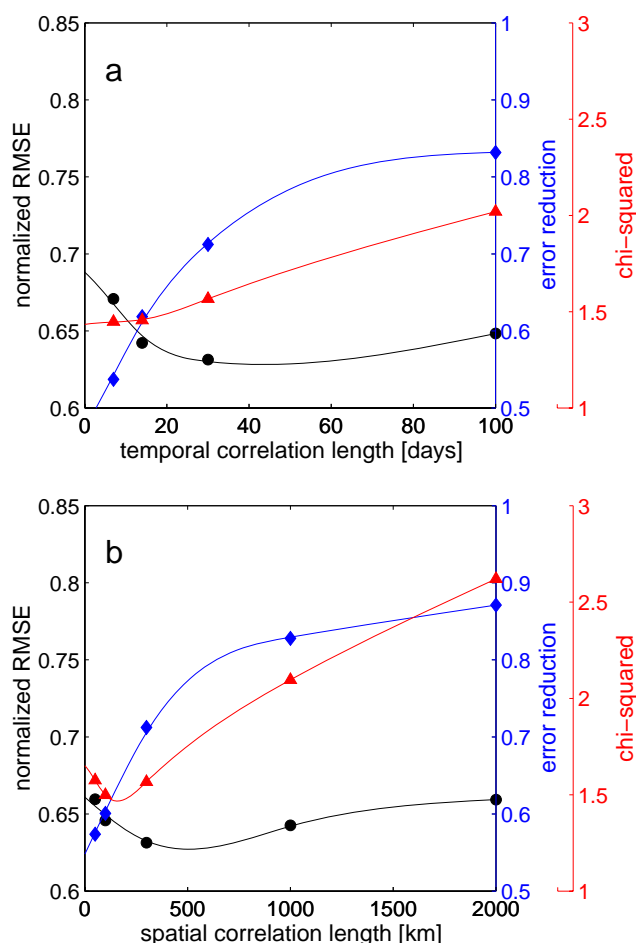 a
normalized RMSE
0.85
0.8
0.75
0.7
0.65
0.6
0 20 40 60 80 100
temporal correlation length [days]
1
0.9
0.8
0.7
0.6
0.5
error reduction
3
2.5
2
1.5
1
chi−squared
b
normalized RMSE
0.85
0.8
0.75
0.7
0.65
0.6
0 500 1000 1500 2000
spatial correlation length [km]
1
0.9
0.8
0.7
0.6
0.5
error reduction
3
2.5
2
1.5
1
chi−squared